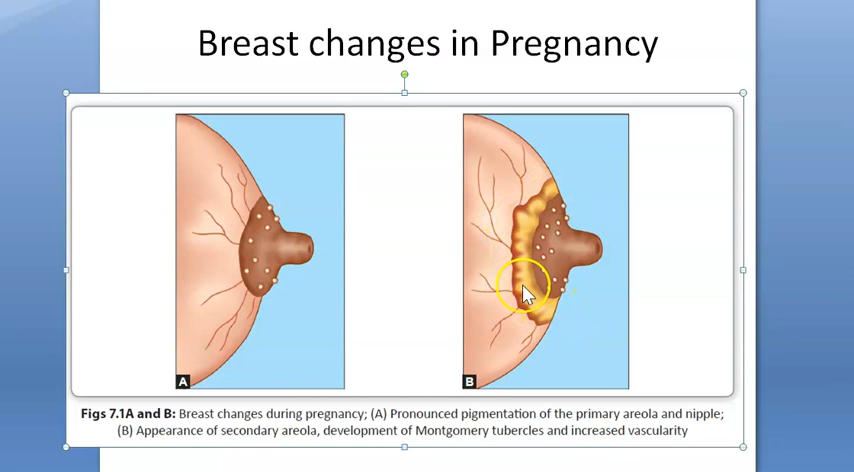 Breast changes in Pregnancy
A
B
Figs 7.1A and B: Breast changes during pregnancy; (A) Pronounced pigmentation of the primary areola and nipple;
(B) Appearance of secondary areola, development of Montgomery tubercles and increased vascularity